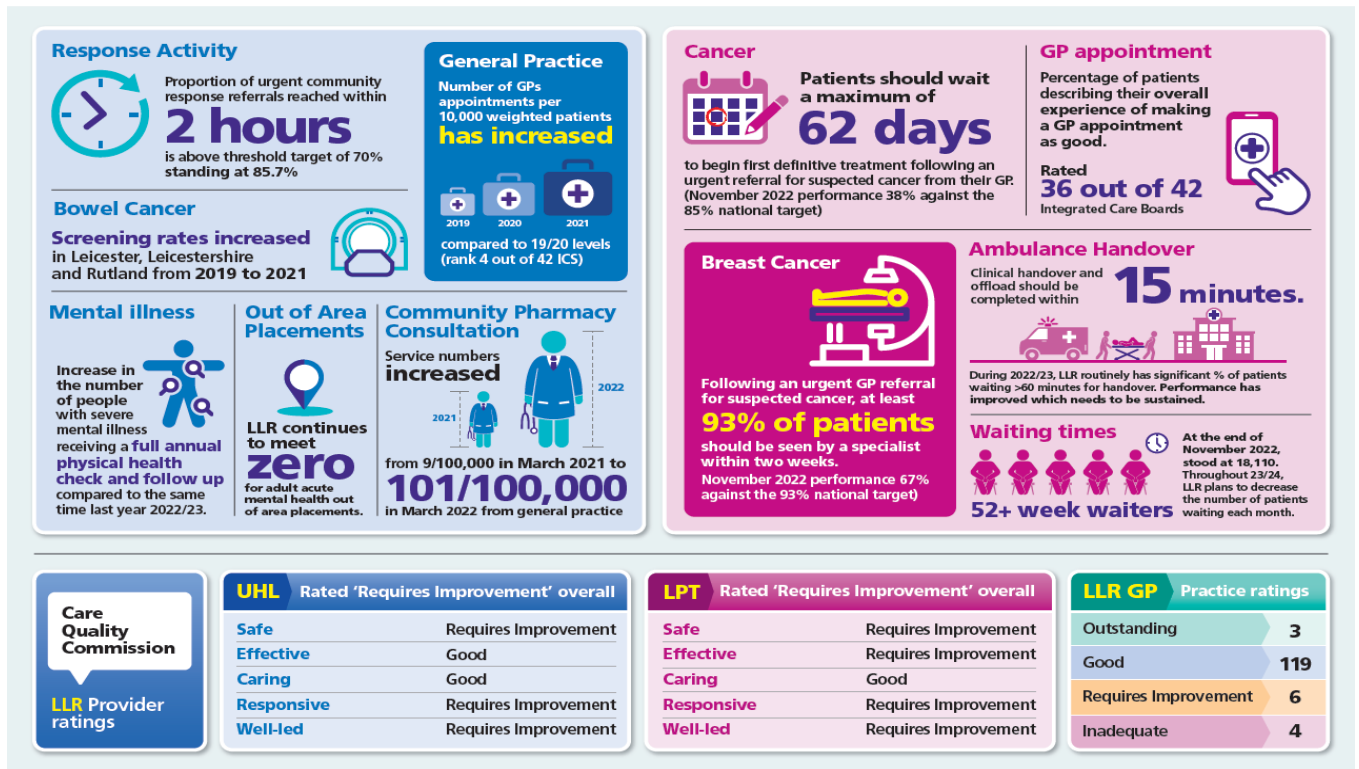 Response Activity
Proportion of urgent community
response referrals reached within
2 hours
is above threshold target of 70%
standing at 85.7%
General Practice
Number of GPs
appointments per
10,000 weighted patients
has increased
2019
2020
2021
compared to 19/20 levels
(rank 4 out of 42 ICS)
Bowel Cancer
Screening rates increased
in Leicester, Leicestershire
and Rutland from 2019 to 2021
Mental illness
Increase in
the number
of people
with severe
mental illness
receiving a full annual
physical health
check and follow up
compared to the same
time last year 2022/23.
Out of Area
Placements
LLR continues
to meet
zero
for adult acute
mental health out
of area placements.
Community Pharmacy
Consultation
Service numbers
increased
2021
2022
from 9/100,000 in March 2021 to
101/100,000
in March 2022 from general practice
Cancer
Patients should wait
a maximum of
62 days
to begin first definitive treatment following an
urgent referral for suspected cancer from their GP.
(November 2022 performance 38% against the
85% national target)
GP appointment
Percentage of patients
describing their overall
experience of making
a GP appointment
as good.
Rated
36 out of 42
Integrated Care Boards
Breast Cancer
Following an urgent GP referral
for suspected cancer, at least
93% of patients
should be seen by a specialist
within two weeks.
November 2022 performance 67%
against the 93% national target)
Ambulance Handover
Clinical handover and
offload should be
completed within
15 minutes.
During 2022/23, LLR routinely has significant % of patients
waiting >60 minutes for handover. Performance has
improved which needs to be sustained.
Waiting times
52+ week waiters
At the end of
November 2022,
stood at 18,110.
Throughout 23/24,
LLR plans to decrease
the number of patients
waiting each month.
Care
Quality
Commission
LLR Provider
ratings
UHL Rated ‘Requires Improvement’ overall
Safe Requires Improvement
Effective Good
Caring Good
Responsive Requires Improvement
Well-led Requires Improvement
LPT Rated ‘Requires Improvement’ overall
Safe Requires Improvement
Effective Requires Improvement
Caring Good
Responsive Requires Improvement
Well-led Requires Improvement
LLR GP Practice ratings
Outstanding 3
Good 119
Requires Improvement 6
Inadequate 4